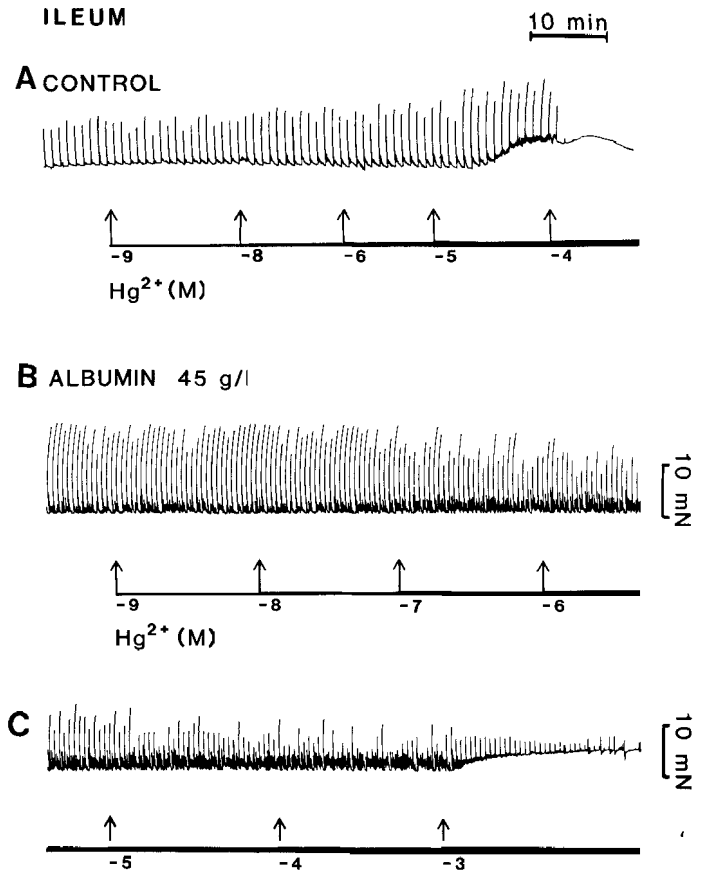 ILEUM
10 min
A CONTROL
-9 -8 -6 -5 -4
Hg²⁺ (M)
B ALBUMIN 45 g/l
10 mN
-9 -8 -7 -6
Hg²⁺ (M)
C
10 mN
-5 -4 -3